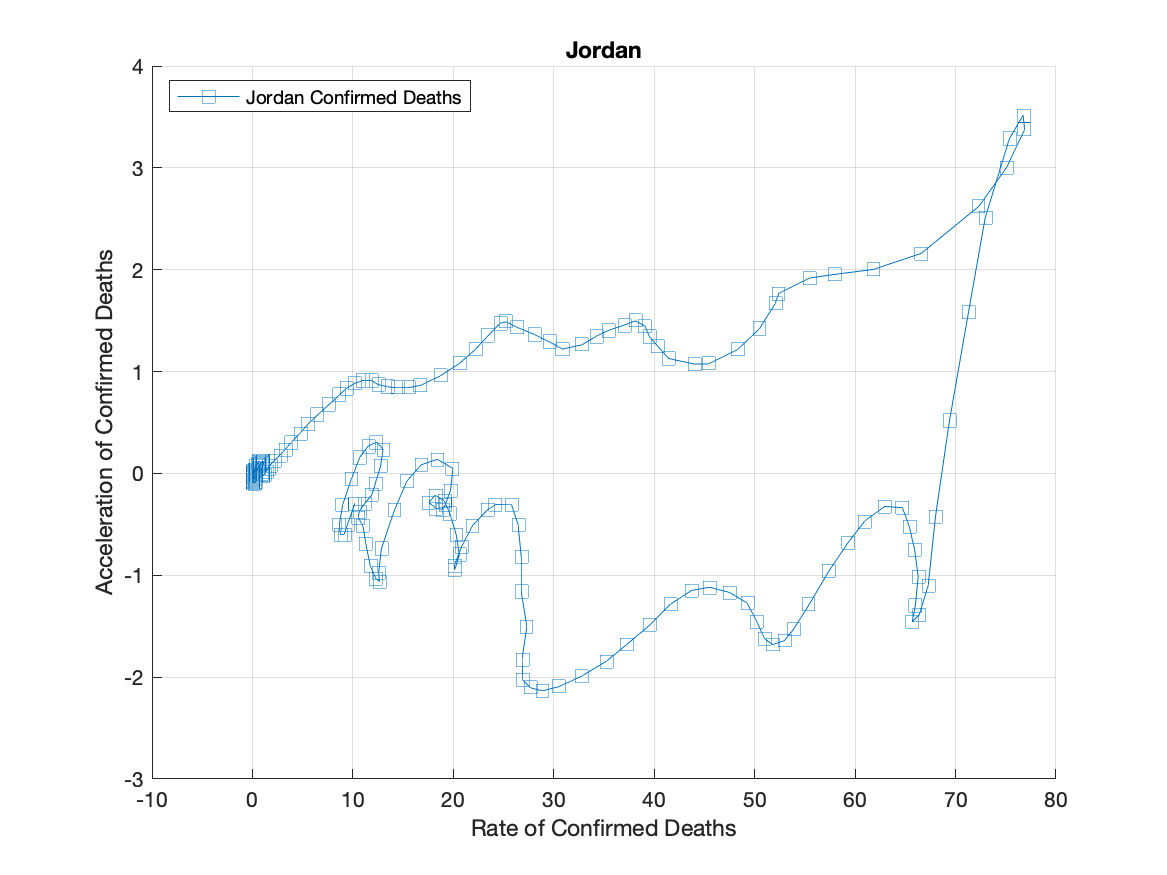 Jordan
4
Jordan Confirmed Deaths
3
2
1
0
-1
-2
-3
Acceleration of Confirmed Deaths
-10 0 10 20 30 40 50 60 70 80
Rate of Confirmed Deaths